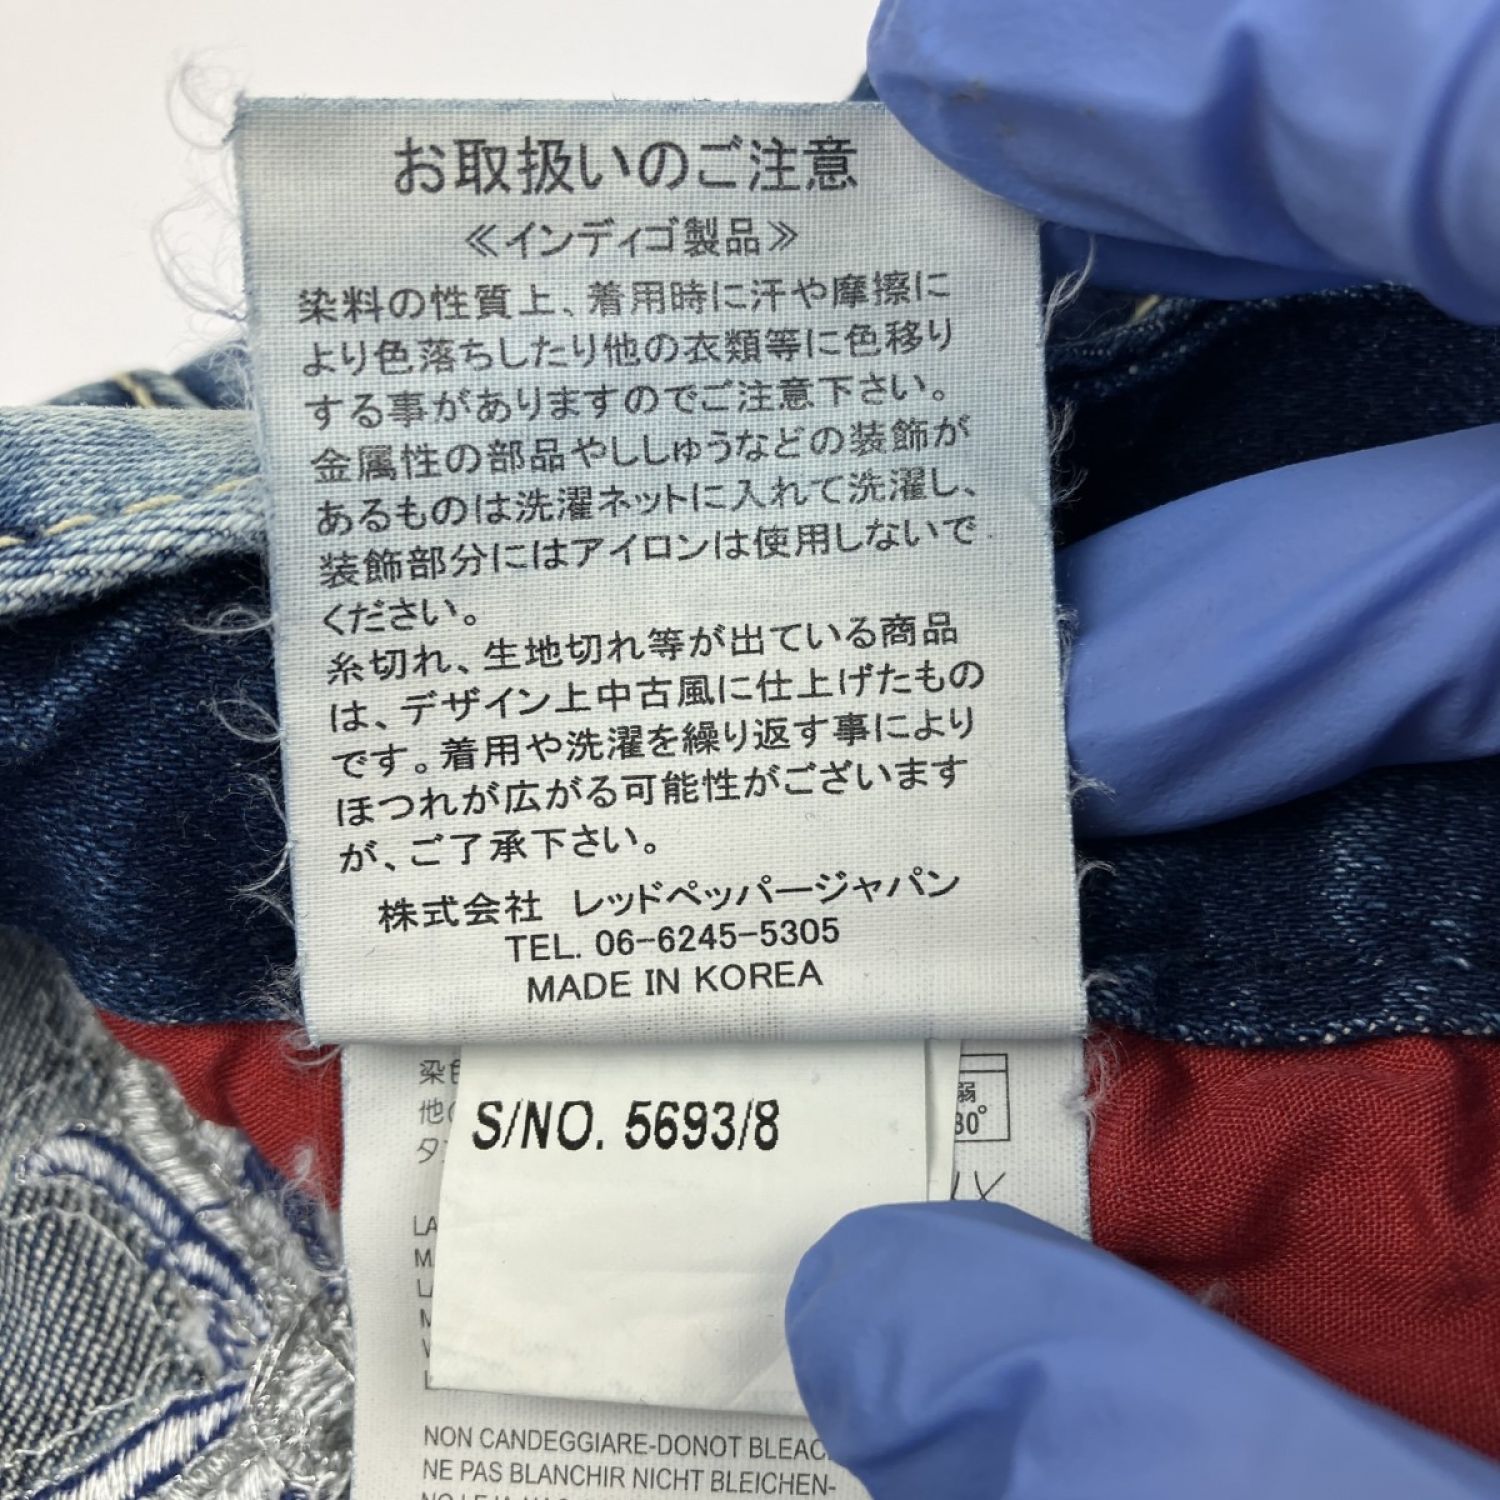 お取扱いのご注意
≪インディゴ製品≫
染料の性質上、着用時に汗や摩擦に
より色落ちしたり他の衣類等に色移り
する事がありますのでご注意下さい。
金属性の部品やししゅうなどの装飾が
あるものは洗濯ネットに入れて洗濯し、
装飾部分にはアイロンは使用しないで
ください。
糸切れ、生地切れ等が出ている商品
は、デザイン上中古風に仕上げたもの
です。着用や洗濯を繰り返す事により
ほつれが広がる可能性がございます
が、ご了承下さい。
株式会社 レッドペッパージャパン
TEL. 06-6245-5305
MADE IN KOREA
弱
30°
S/NO. 5693/8
NON CANDEGGIARE-DONOT BLEAC
NE PAS BLANCHIR NICHT BLEICHEN-